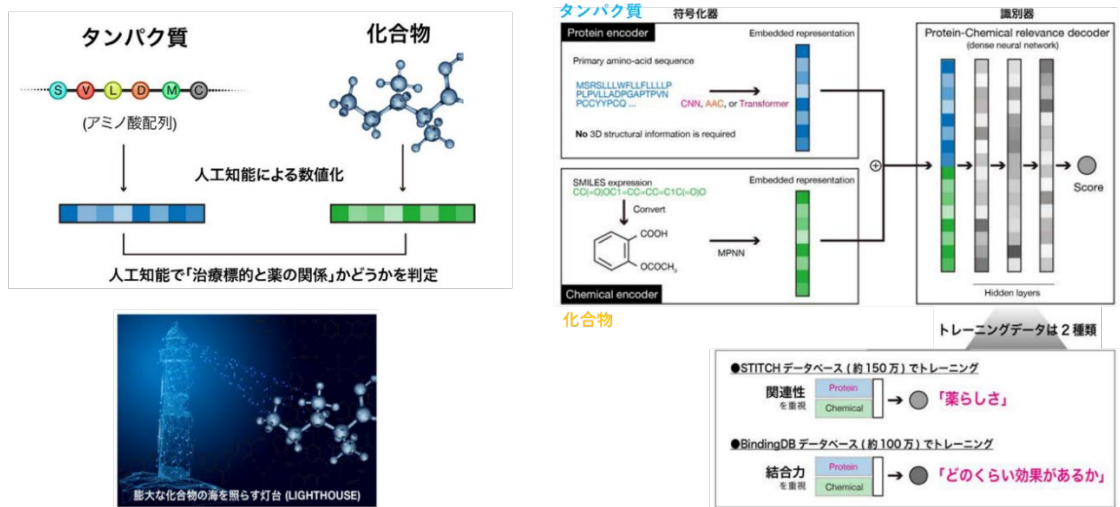 タンパク質
化合物
S V L D M C
(アミノ酸配列)
人工知能による数値化
人工知能で「治療標的と薬の関係」かどうかを判定
膨大な化合物の海を照らす灯台 (LIGHTHOUSE)
タンパク質
符号化器
識別器
Protein encoder
Embedded representation
Primary amino-acid sequence
MSRSLLLWFLLFLLLLP
PLPVLLADPGAPTPVN
PCCYYPCQ ...
CNN, AAC, or Transformer
No 3D structural information is required
SMILES expression
CC(=O)OC1=CC=CC=C1C(=O)O
Embedded representation
Convert
COOH
OCOCH3
MPNN
Chemical encoder
化合物
Protein-Chemical relevance decoder
(dense neural network)
Score
Hidden layers
トレーニングデータは２種類
●STITCH データベース (約150万) でトレーニング
関連性
を重視
Protein
Chemical
「薬らしさ」
●BindingDB データベース (約100万) でトレーニング
結合力
を重視
Protein
Chemical
「どのくらい効果があるか」